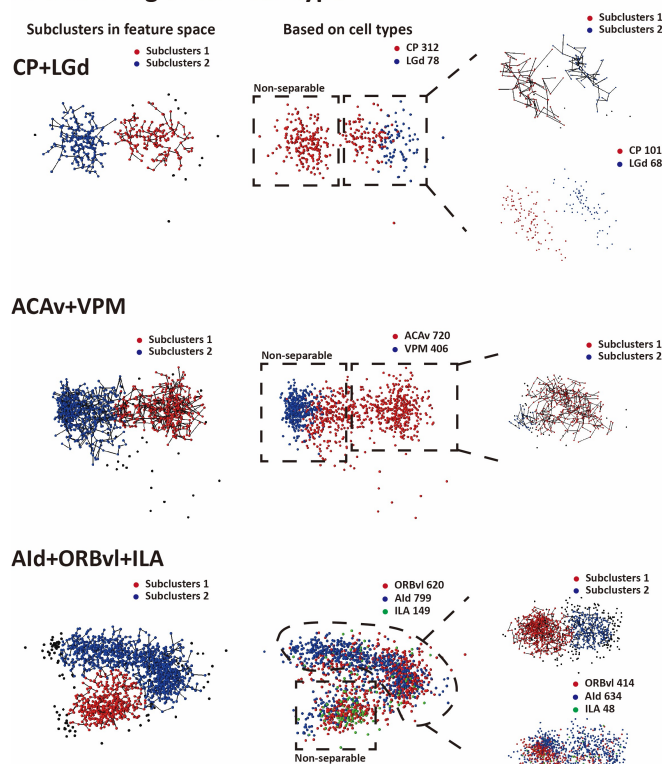 Subclusters in feature space
Based on cell types
Subclusters 1
Subclusters 2
CP+LGd
Subclusters 1
Subclusters 2
CP 312
LGd 78
Non-separable
CP 101
LGd 68
ACAv+VPM
Subclusters 1
Subclusters 2
ACAv 720
VPM 406
Non-separable
Subclusters 1
Subclusters 2
AId+ORBvl+ILA
Subclusters 1
Subclusters 2
ORBvl 620
AId 799
ILA 149
Non-separable
Subclusters 1
Subclusters 2
ORBvl 414
AId 634
ILA 48